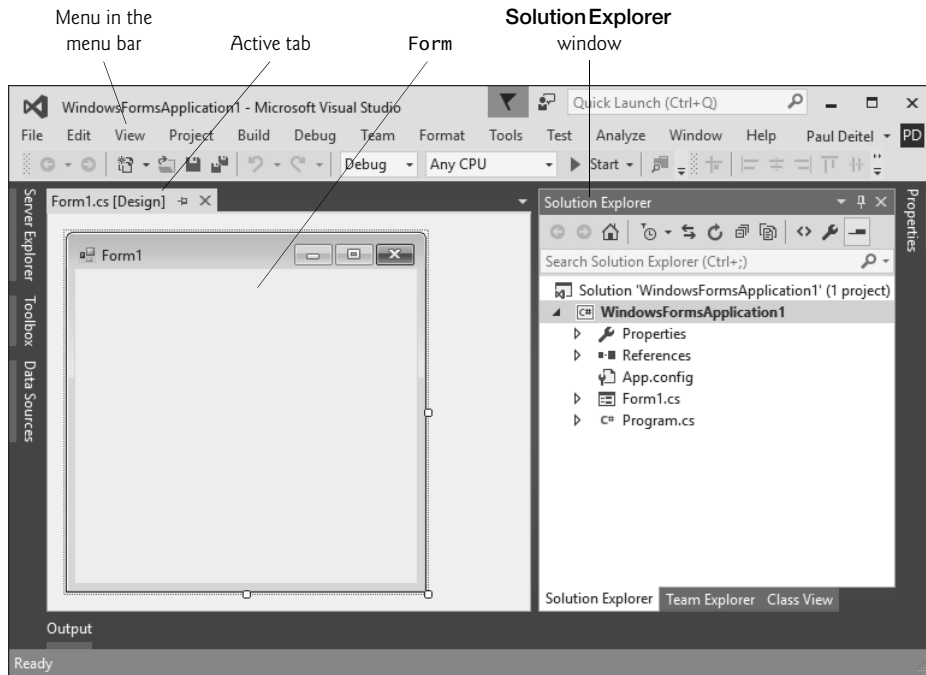 Menu in the
menu bar
Active tab
Form
Solution Explorer
window
WindowsFormsApplication1 - Microsoft Visual Studio
Quick Launch (Ctrl+Q)
File Edit View Project Build Debug Team Format Tools Test Analyze Window Help Paul Deitel PD
Debug Any CPU Start
Server Explorer
Toolbox
Data Sources
Form1.cs [Design]
Form1
Solution Explorer
Search Solution Explorer (Ctrl+;)
Solution 'WindowsFormsApplication1' (1 project)
C# WindowsFormsApplication1
Properties
References
App.config
Form1.cs
C# Program.cs
Solution Explorer Team Explorer Class View
Properties
Output
Ready